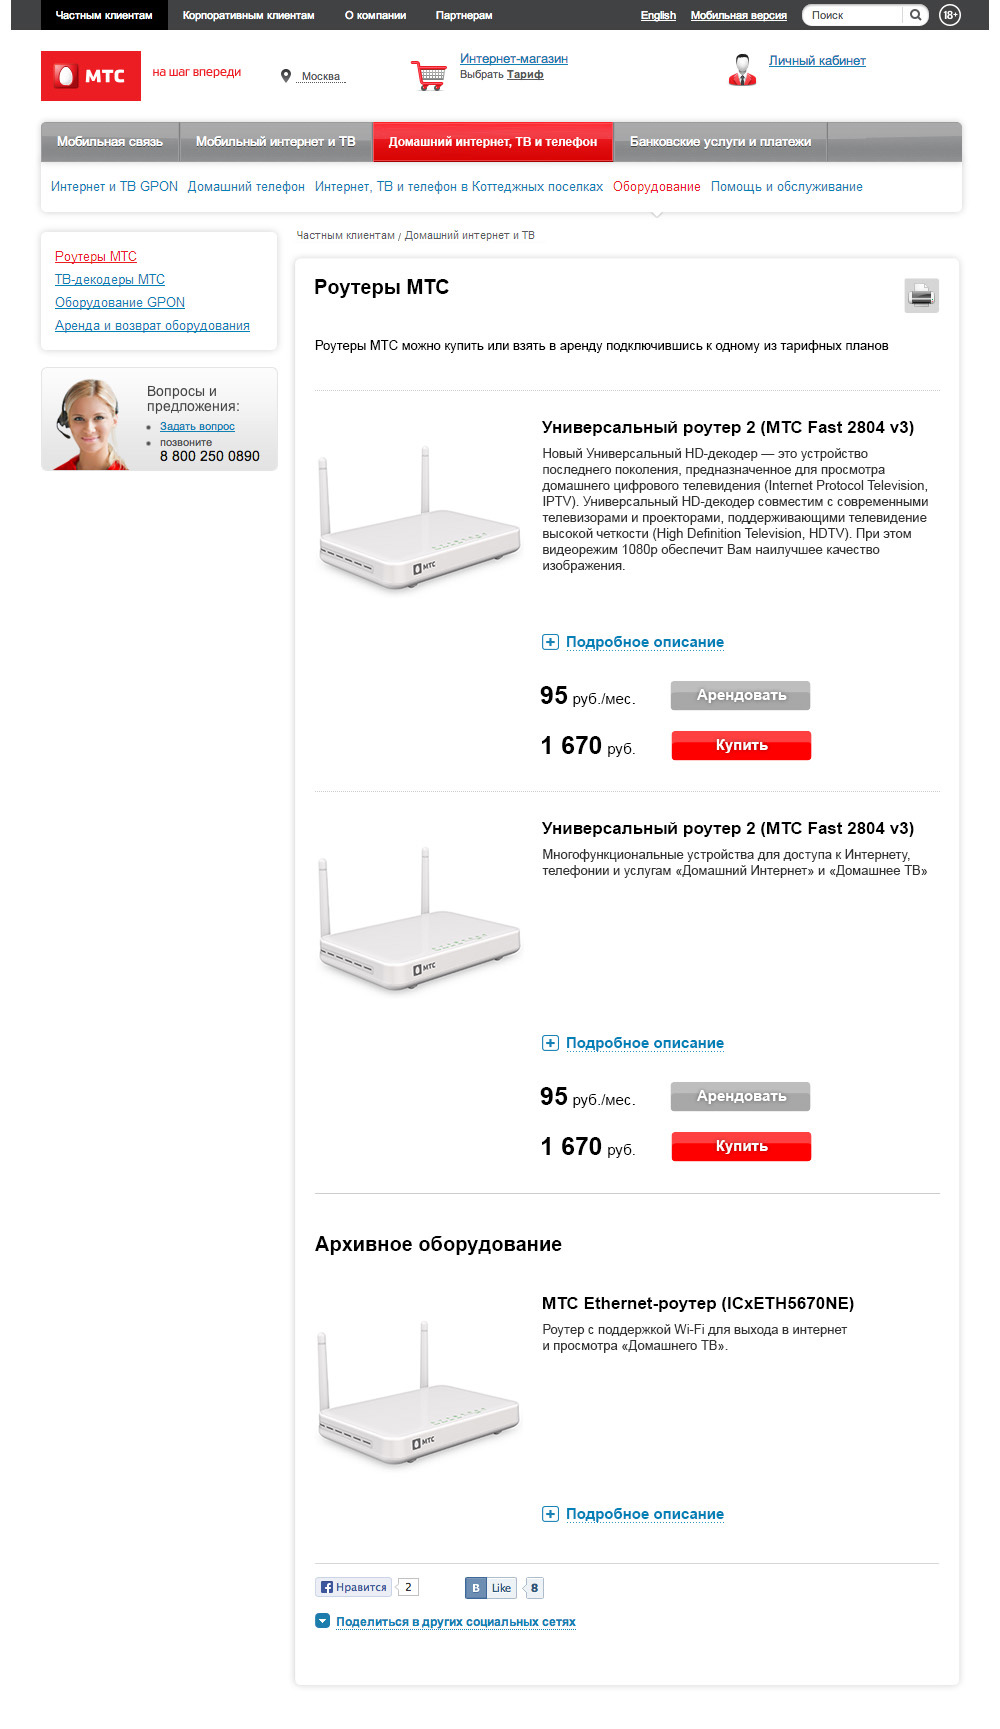 Частным клиентам
Корпоративным клиентам
О компании
Партнерам
English
Мобильная версия
Поиск
18+
МТС
на шаг впереди
Москва
Интернет-магазин
Выбрать Тариф
Личный кабинет
Мобильная связь
Мобильный интернет и ТВ
Домашний интернет, ТВ и телефон
Банковские услуги и платежи
Интернет и ТВ GPON
Домашний телефон
Интернет, ТВ и телефон в Коттеджных поселках
Оборудование
Помощь и обслуживание
Частным клиентам / Домашний интернет и ТВ
Роутеры МТС
ТВ-декодеры МТС
Оборудование GPON
Аренда и возврат оборудования
Вопросы и
предложения:
Задать вопрос
позвоните
8 800 250 0890
Роутеры МТС
Роутеры МТС можно купить или взять в аренду подключившись к одному из тарифных планов
МТС
Универсальный роутер 2 (МТС Fast 2804 v3)
Новый Универсальный HD-декодер — это устройство
последнего поколения, предназначенное для просмотра
домашнего цифрового телевидения (Internet Protocol Television,
IPTV). Универсальный HD-декодер совместим с современными
телевизорами и проекторами, поддерживающими телевидение
высокой четкости (High Definition Television, HDTV). При этом
видеорежим 1080p обеспечит Вам наилучшее качество
изображения.
Подробное описание
95 руб./мес.
Арендовать
1 670 руб.
Купить
МТС
Универсальный роутер 2 (МТС Fast 2804 v3)
Многофункциональные устройства для доступа к Интернету,
телефонии и услугам «Домашний Интернет» и «Домашнее ТВ»
Подробное описание
95 руб./мес.
Арендовать
1 670 руб.
Купить
Архивное оборудование
МТС
МТС Ethernet-роутер (ICxETH5670NE)
Роутер с поддержкой Wi-Fi для выхода в интернет
и просмотра «Домашнего ТВ».
Подробное описание
Нравится
2
B Like
8
Поделиться в других социальных сетях